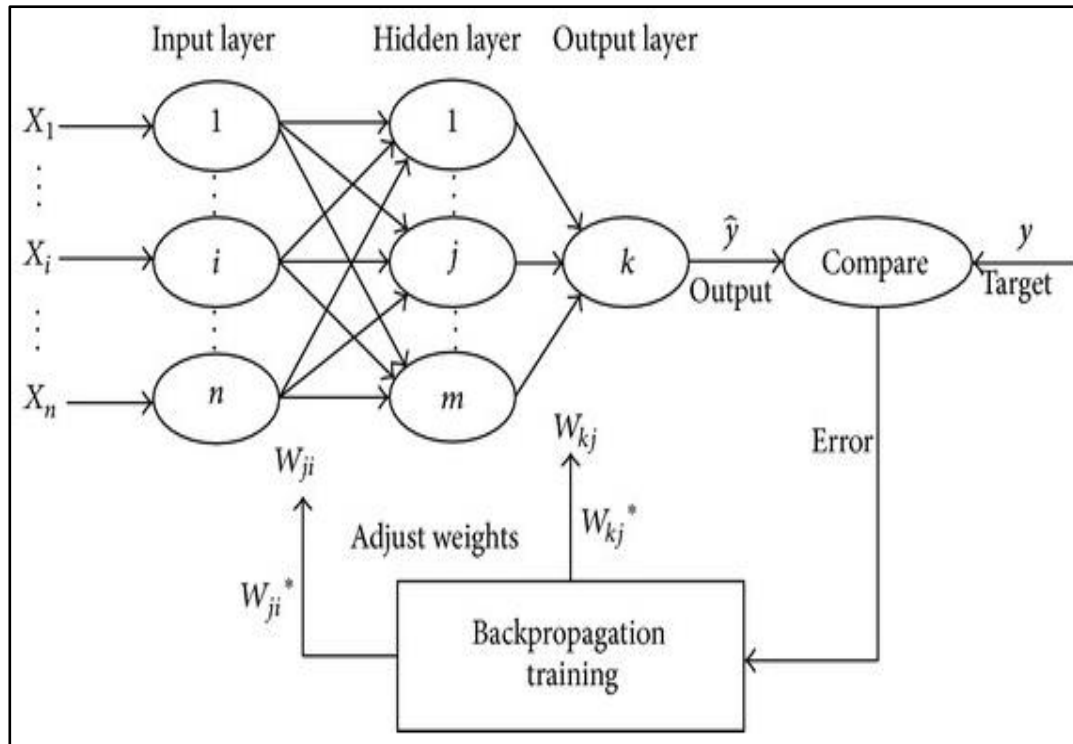 Input layer
Hidden layer
Output layer
X₁
1
1
Xᵢ
i
j
k
ŷ
Output
Compare
y
Target
Xₙ
n
m
Error
Wⱼᵢ
Wₖⱼ
Adjust weights
Wₖⱼ*
Wⱼᵢ*
Backpropagation
training